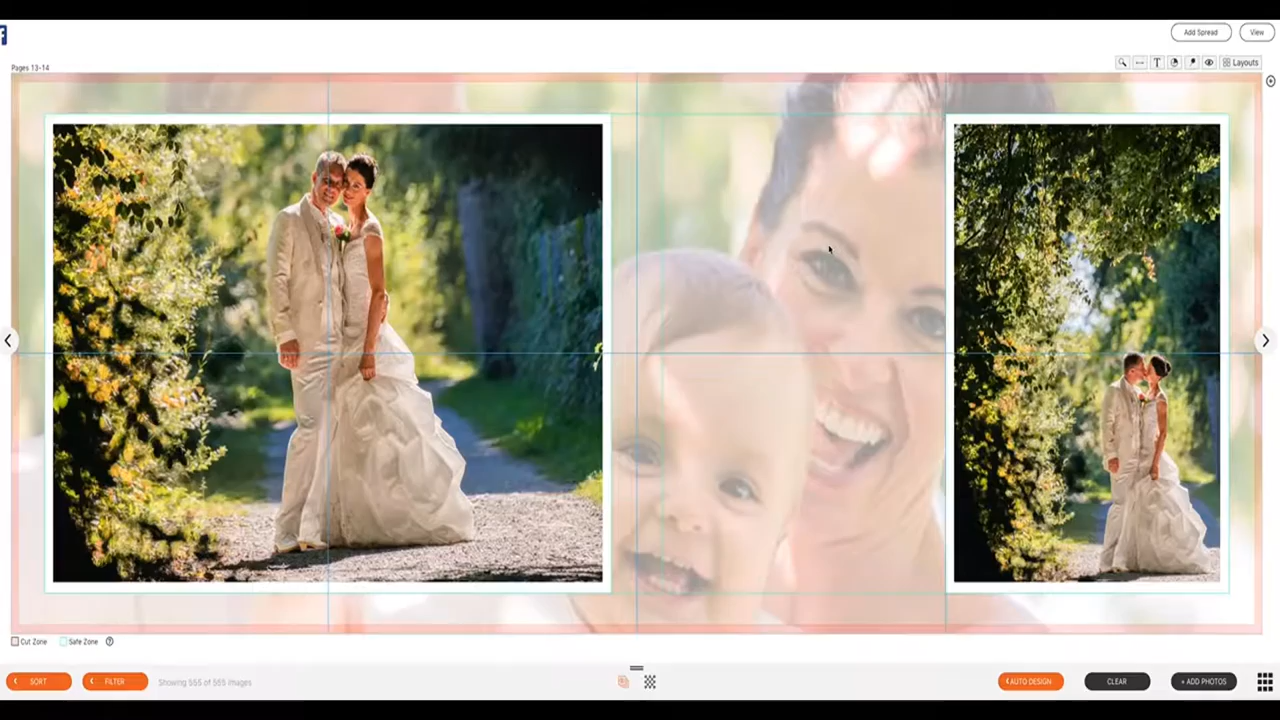 f
Add Spread
View
Pages 13-14
T
Layouts
Cut Zone
Safe Zone
?
SORT
FILTER
Showing 555 of 555 Images
AUTO DESIGN
CLEAR
+ ADD PHOTOS